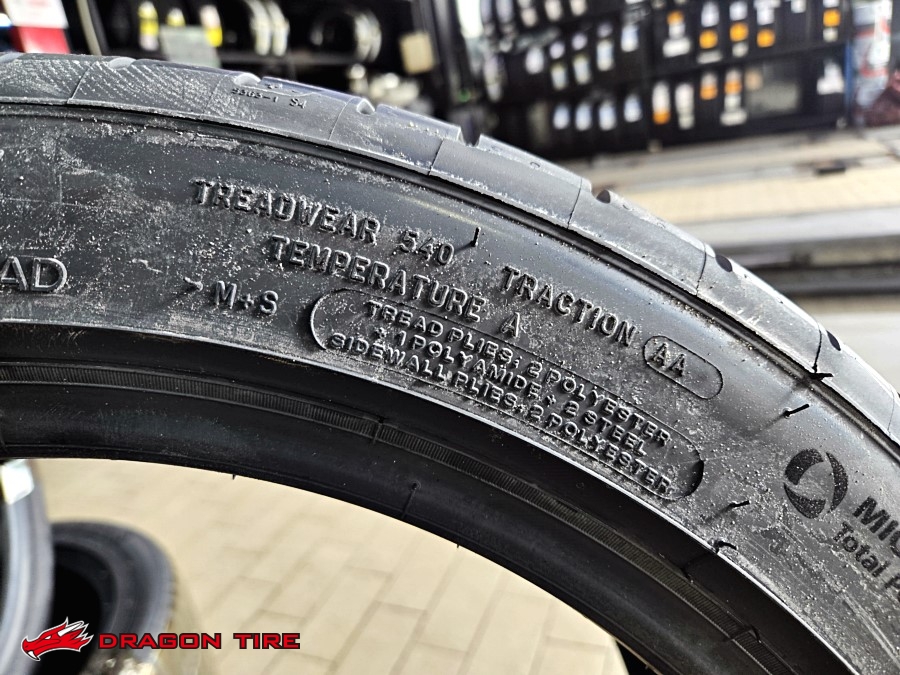 TREADWEAR 540 TRACTION AA
TEMPERATURE A
M+S
TREAD PLIES: 2 POLYESTER
+ 1 POLYAMIDE + 2 STEEL
SIDEWALL PLIES: 2 POLYESTER
AD
Total
DRAGON TIRE